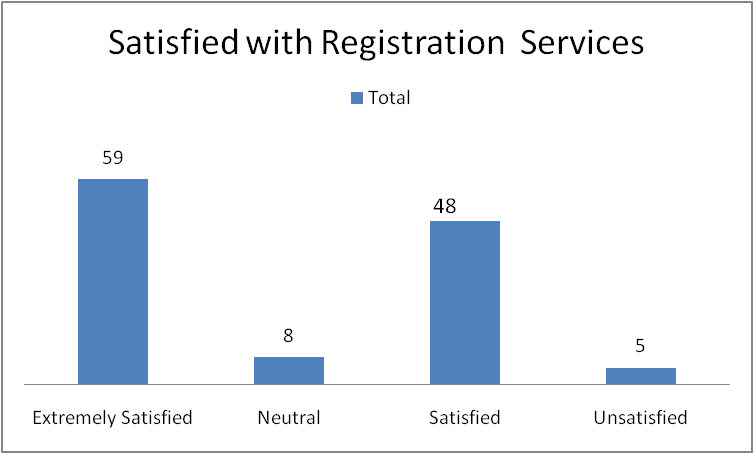 Satisfied with Registration Services
Total
59
8
48
5
Extremely Satisfied
Neutral
Satisfied
Unsatisfied